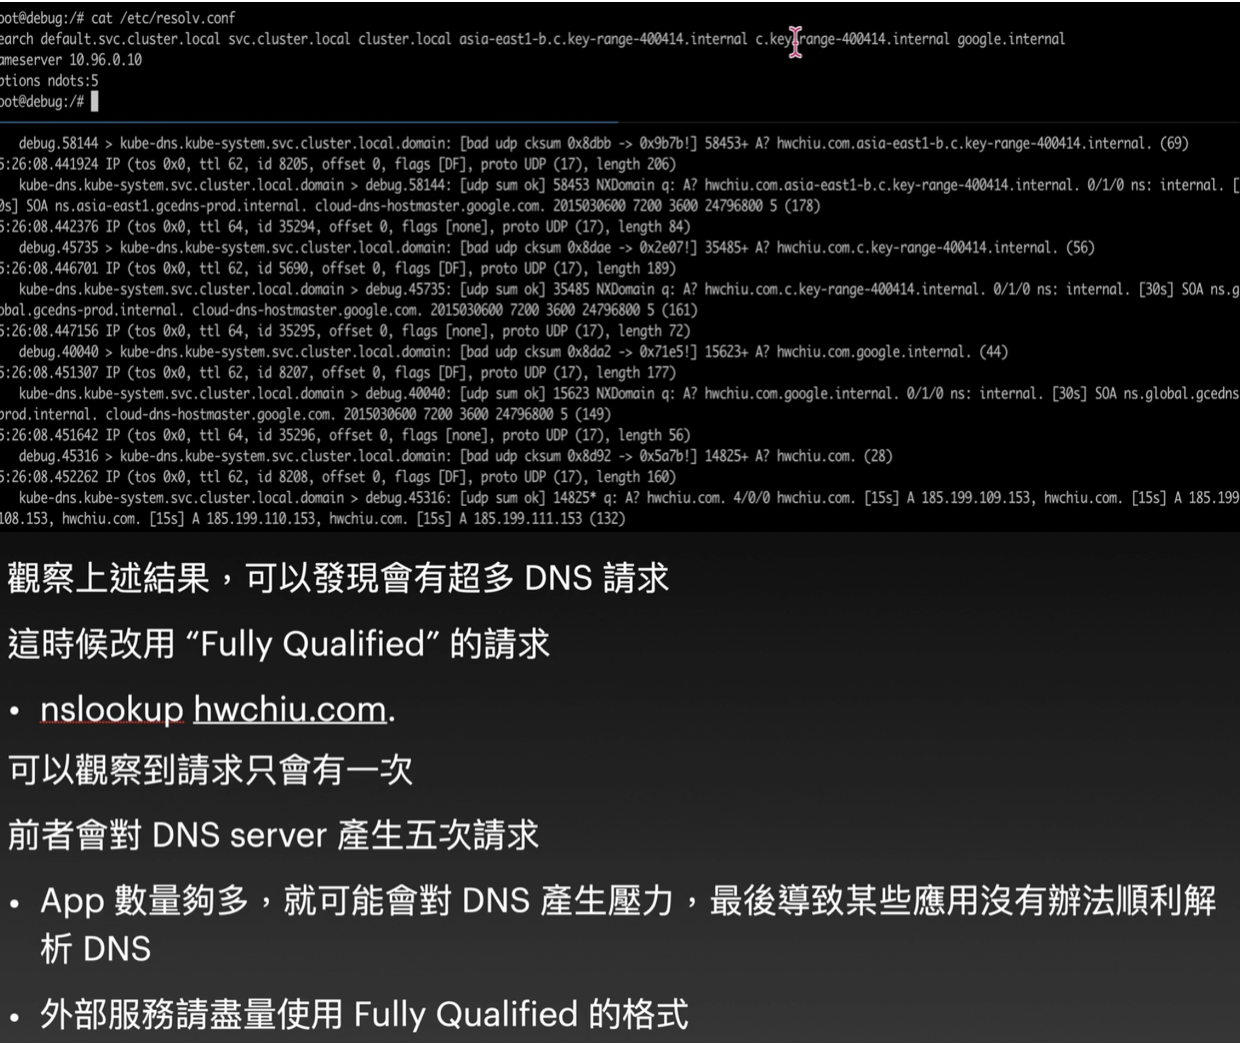 oot@debug:/# cat /etc/resolv.conf
earch default.svc.cluster.local svc.cluster.local cluster.local asia-east1-b.c.key-range-400414.internal c.key-range-400414.internal google.internal
ameserver 10.96.0.10
ptions ndots:5
oot@debug:/#
debug.58144 > kube-dns.kube-system.svc.cluster.local.domain: [bad udp cksum 0x8dbb -> 0x9b7b!] 58453+ A? hwchiu.com.asia-east1-b.c.key-range-400414.internal. (69)
5:26:08.441924 IP (tos 0x0, ttl 62, id 8205, offset 0, flags [DF], proto UDP (17), length 206)
kube-dns.kube-system.svc.cluster.local.domain > debug.58144: [udp sum ok] 58453 NXDomain q: A? hwchiu.com.asia-east1-b.c.key-range-400414.internal. 0/1/0 ns: internal. [
0s] SOA ns.asia-east1.gcedns-prod.internal. cloud-dns-hostmaster.google.com. 2015030600 7200 3600 24796800 5 (178)
5:26:08.442376 IP (tos 0x0, ttl 64, id 35294, offset 0, flags [none], proto UDP (17), length 84)
debug.45735 > kube-dns.kube-system.svc.cluster.local.domain: [bad udp cksum 0x8dae -> 0x2e07!] 35485+ A? hwchiu.com.c.key-range-400414.internal. (56)
5:26:08.446701 IP (tos 0x0, ttl 62, id 5690, offset 0, flags [DF], proto UDP (17), length 189)
kube-dns.kube-system.svc.cluster.local.domain > debug.45735: [udp sum ok] 35485 NXDomain q: A? hwchiu.com.c.key-range-400414.internal. 0/1/0 ns: internal. [30s] SOA ns.g
obal.gcedns-prod.internal. cloud-dns-hostmaster.google.com. 2015030600 7200 3600 24796800 5 (161)
5:26:08.447156 IP (tos 0x0, ttl 64, id 35295, offset 0, flags [none], proto UDP (17), length 72)
debug.40040 > kube-dns.kube-system.svc.cluster.local.domain: [bad udp cksum 0x8da2 -> 0x71e5!] 15623+ A? hwchiu.com.google.internal. (44)
5:26:08.451307 IP (tos 0x0, ttl 62, id 8207, offset 0, flags [DF], proto UDP (17), length 177)
kube-dns.kube-system.svc.cluster.local.domain > debug.40040: [udp sum ok] 15623 NXDomain q: A? hwchiu.com.google.internal. 0/1/0 ns: internal. [30s] SOA ns.global.gcedns
prod.internal. cloud-dns-hostmaster.google.com. 2015030600 7200 3600 24796800 5 (149)
5:26:08.451642 IP (tos 0x0, ttl 64, id 35296, offset 0, flags [none], proto UDP (17), length 56)
debug.45316 > kube-dns.kube-system.svc.cluster.local.domain: [bad udp cksum 0x8d92 -> 0x5a7b!] 14825+ A? hwchiu.com. (28)
5:26:08.452262 IP (tos 0x0, ttl 62, id 8208, offset 0, flags [DF], proto UDP (17), length 160)
kube-dns.kube-system.svc.cluster.local.domain > debug.45316: [udp sum ok] 14825* q: A? hwchiu.com. 4/0/0 hwchiu.com. [15s] A 185.199.109.153, hwchiu.com. [15s] A 185.199
108.153, hwchiu.com. [15s] A 185.199.110.153, hwchiu.com. [15s] A 185.199.111.153 (132)
觀察上述結果，可以發現會有超多 DNS 請求
這時候改用 “Fully Qualified” 的請求
• nslookup hwchiu.com.
可以觀察到請求只會有一次
前者會對 DNS server 產生五次請求
• App 數量夠多，就可能會對 DNS 產生壓力，最後導致某些應用沒有辦法順利解
析 DNS
• 外部服務請盡量使用 Fully Qualified 的格式